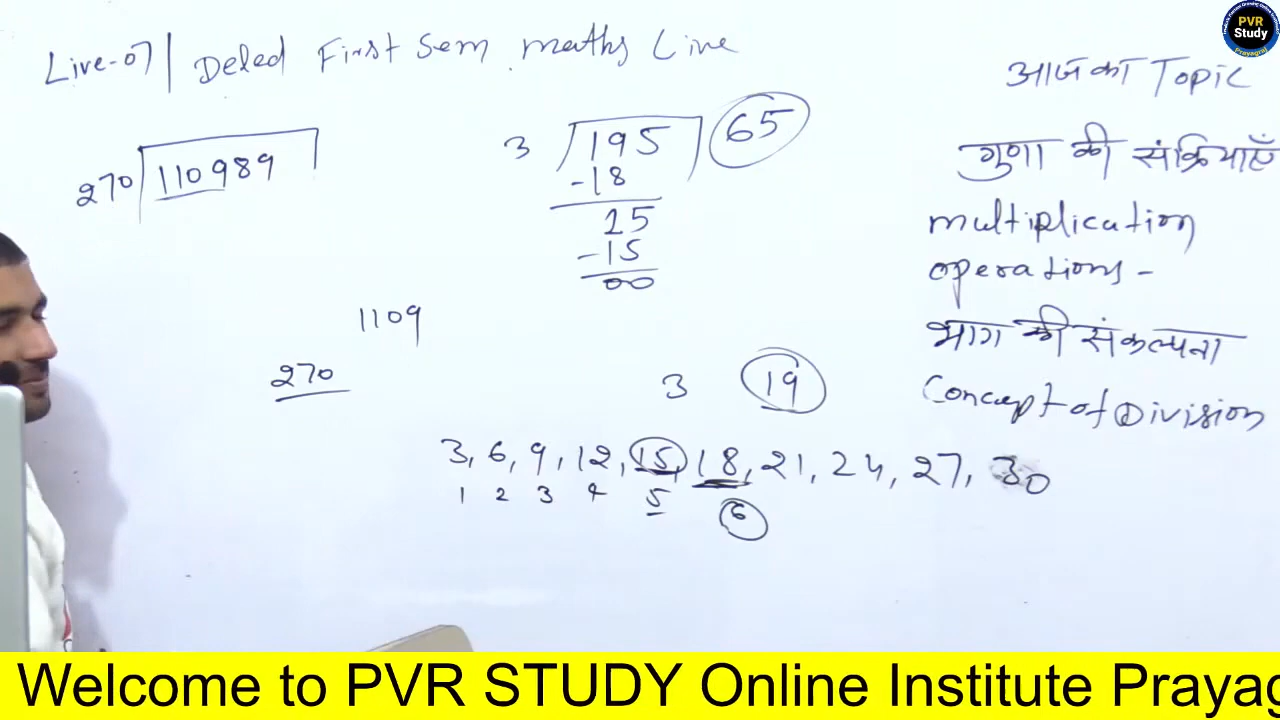 PVR
Study
Prayagraj
Live-07 | Deled First Sem maths Live
आज का Topic
गुणा की संक्रियाएँ
multiplication
operations -
भाग की संकल्पना
Concept of Division
270 110989
3 195 65
-18
15
-15
00
1109
270
3 19
3, 6, 9, 12, 15, 18, 21, 24, 27, 30
1 2 3 4 5 6
Welcome to PVR STUDY Online Institute Prayag